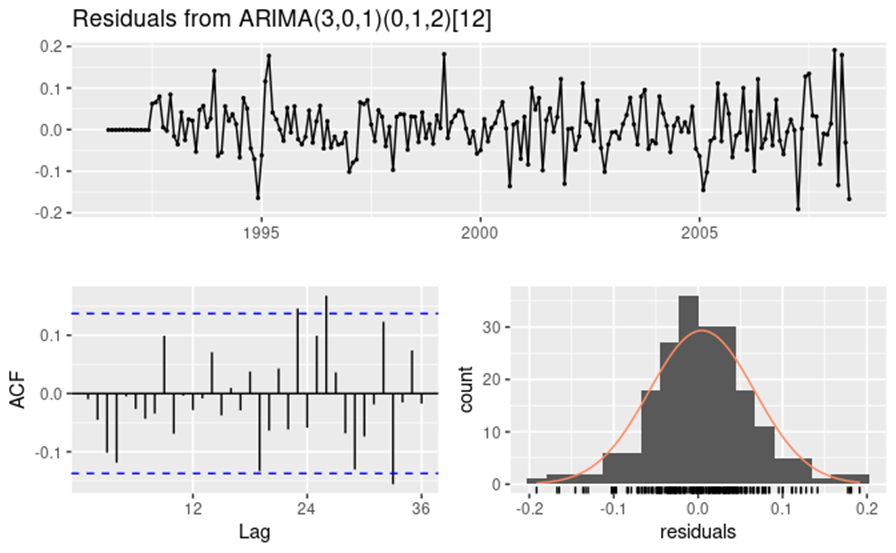 Residuals from ARIMA(3,0,1)(0,1,2)[12]
0.2
0.1
0.0
-0.1
-0.2
1995 2000 2005
ACF
0.1
0.0
-0.1
12 24 36
Lag
count
30
20
10
0
-0.2 -0.1 0.0 0.1 0.2
residuals